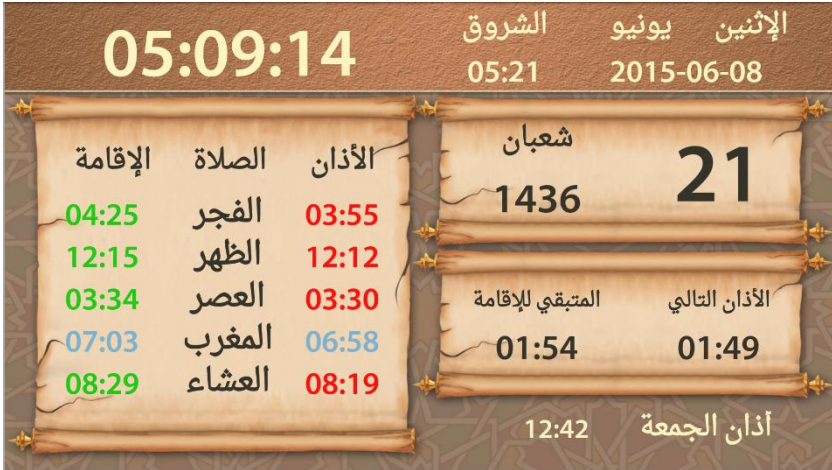 الإثنين يونيو الشروق 05:09:14
2015-06-08 05:21
شعبان
21 1436
الأذان التالي المتبقي للإقامة
01:49 01:54
أذان الجمعة 12:42
الأذان الصلاة الإقامة
03:55 الفجر 04:25
12:12 الظهر 12:15
03:30 العصر 03:34
06:58 المغرب 07:03
08:19 العشاء 08:29